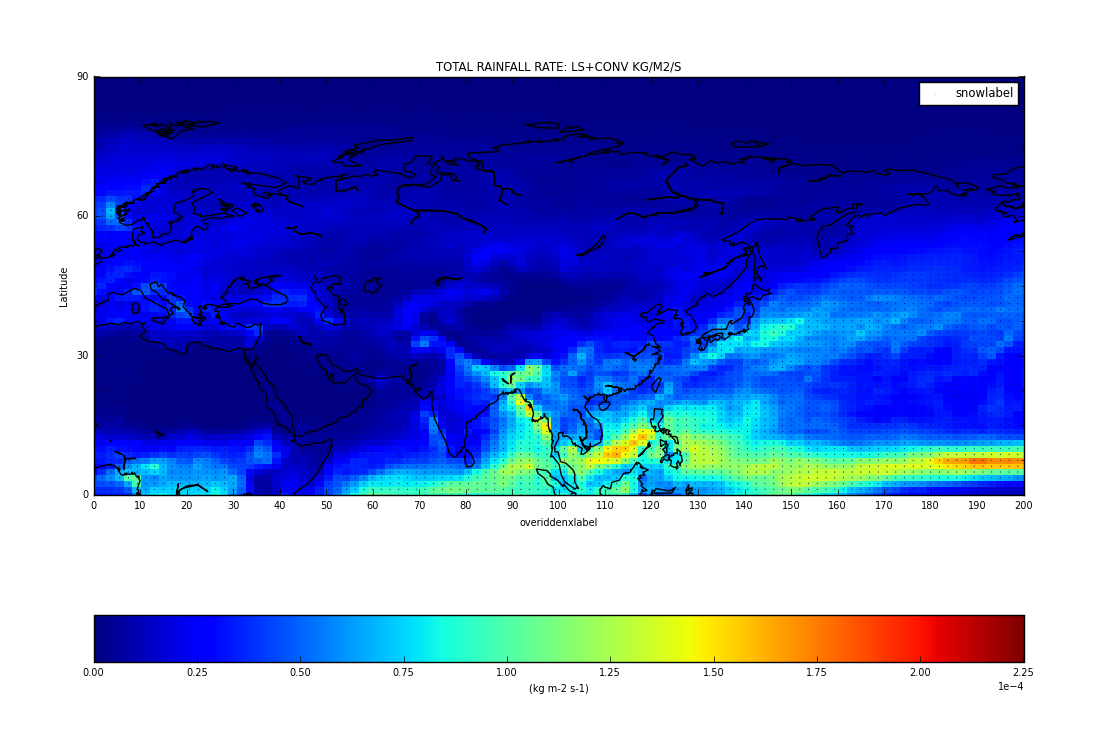 TOTAL RAINFALL RATE: LS+CONV KG/M2/S
snowlabel
90
60
30
0
Latitude
0 10 20 30 40 50 60 70 80 90 100 110 120 130 140 150 160 170 180 190 200
overiddenxlabel
0.00 0.25 0.50 0.75 1.00 1.25 1.50 1.75 2.00 2.25
1e−4
(kg m-2 s-1)